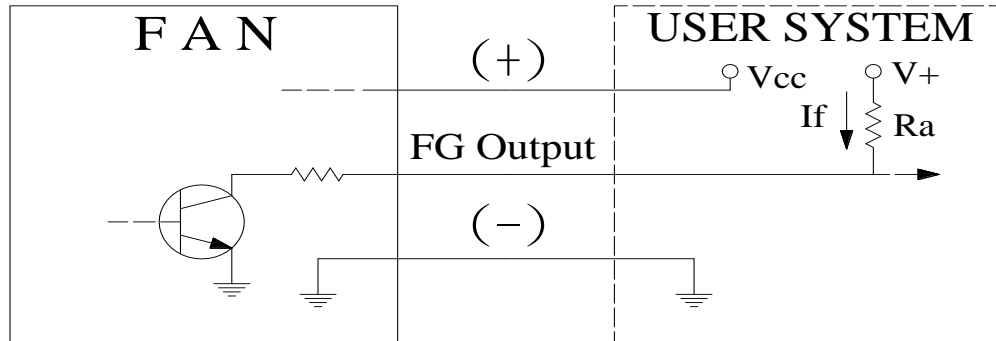 F A N
USER SYSTEM
(+)
Vcc
V+
If
Ra
FG Output
(-)